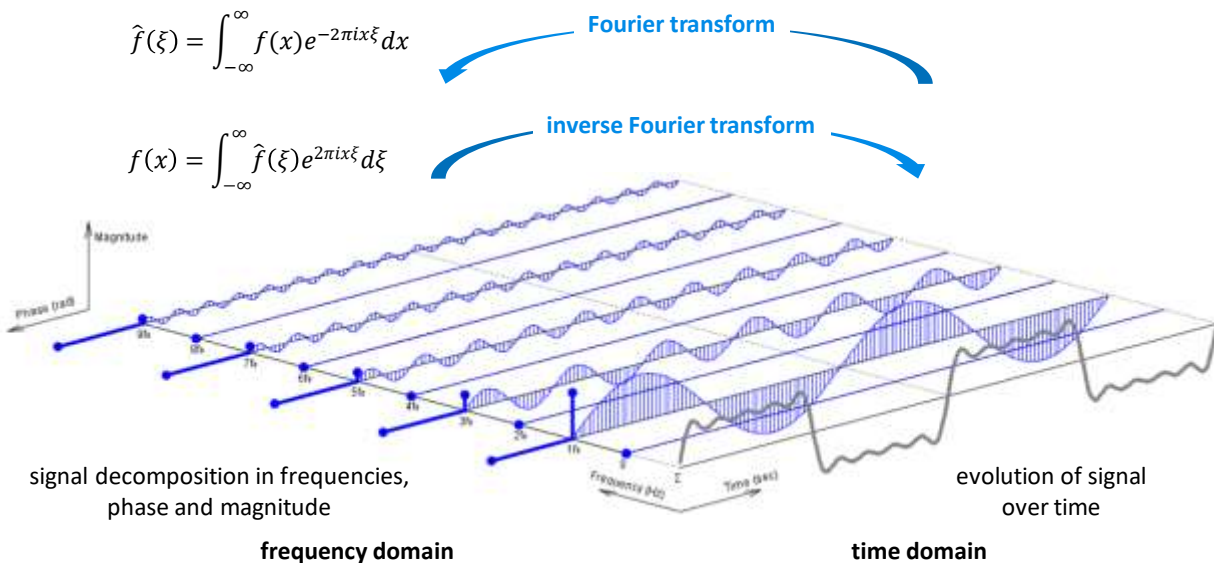 f̂(ξ) = ∫_{-∞}^{∞} f(x)e^{-2πixξ}dx
Fourier transform
inverse Fourier transform
f(x) = ∫_{-∞}^{∞} f̂(ξ)e^{2πixξ}dξ
Magnitude
Phase (rad)
9f₀
8f₀
7f₀
6f₀
5f₀
4f₀
3f₀
2f₀
1f₀
0
Σ
Frequency (Hz)
Time (sec)
signal decomposition in frequencies,
phase and magnitude
evolution of signal
over time
frequency domain
time domain